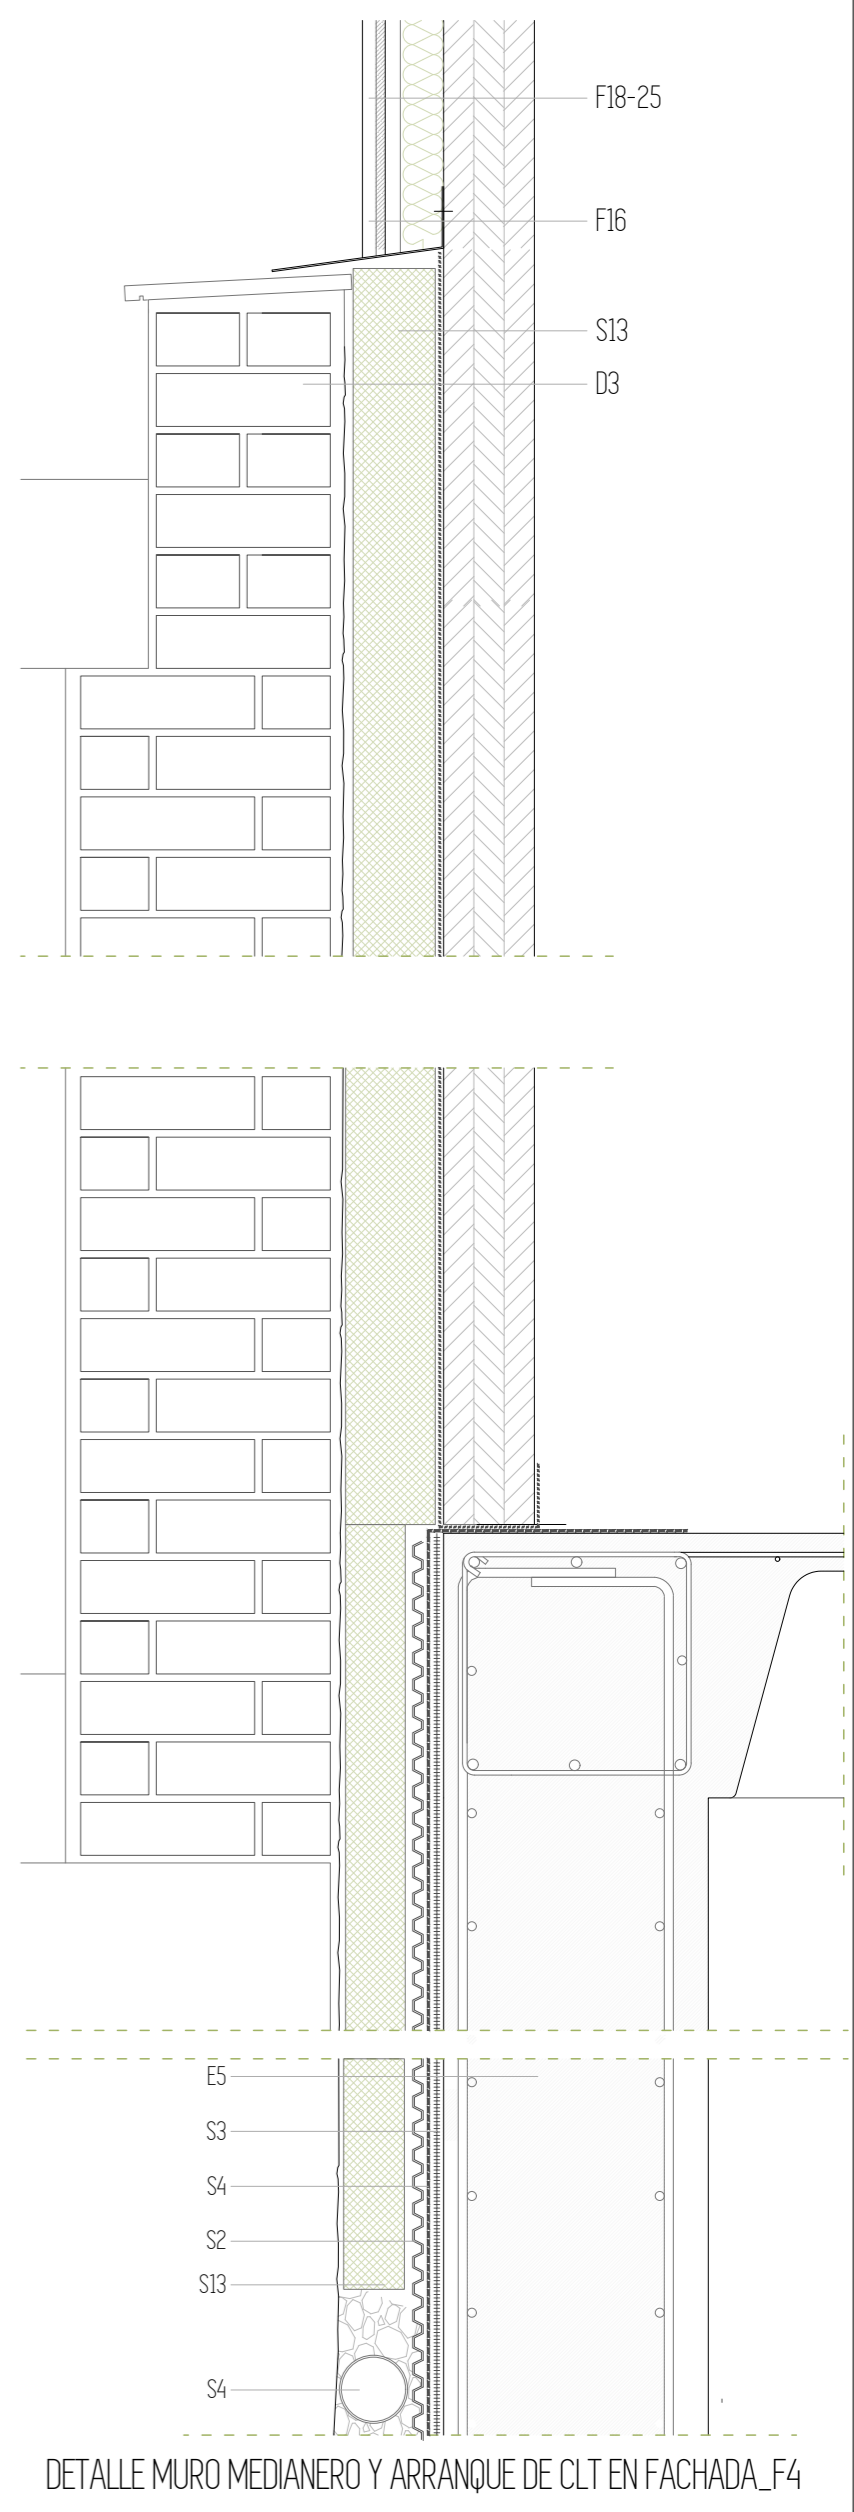 F18-25
F16
S13
D3
E5
S3
S4
S2
S13
S4
DETALLE MURO MEDIANERO Y ARRANQUE DE CLT EN FACHADA_F4